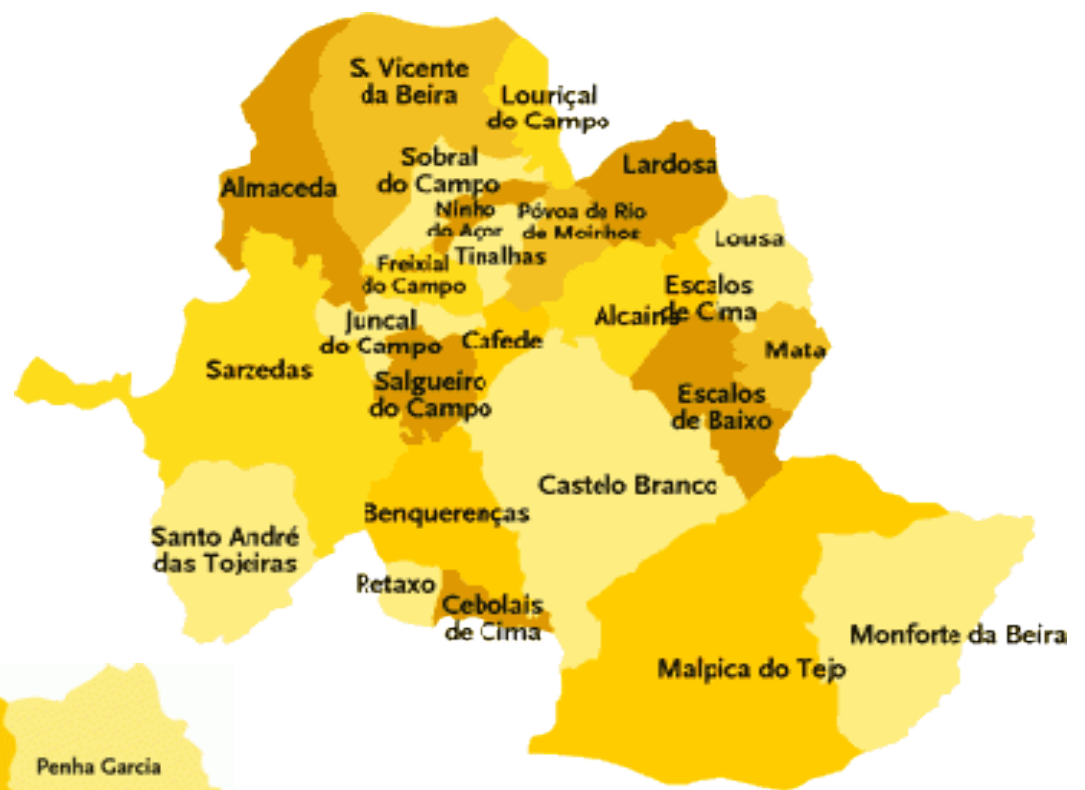 S. Vicente
da Beira
Louriçal
do Campo
Sobral
do Campo
Lardosa
Almaceda
Ninho
do Açor
Póvoa de Rio
de Moinhos
Lousa
Tinalhas
Freixial
do Campo
Escalos
de Cima
Alcains
Juncal
do Campo
Cafede
Mata
Sarzedas
Salgueiro
do Campo
Escalos
de Baixo
Castelo Branco
Benquerenças
Santo André
das Tojeiras
Retaxo
Cebolais
de Cima
Monforte da Beira
Malpica do Tejo
Penha Garcia